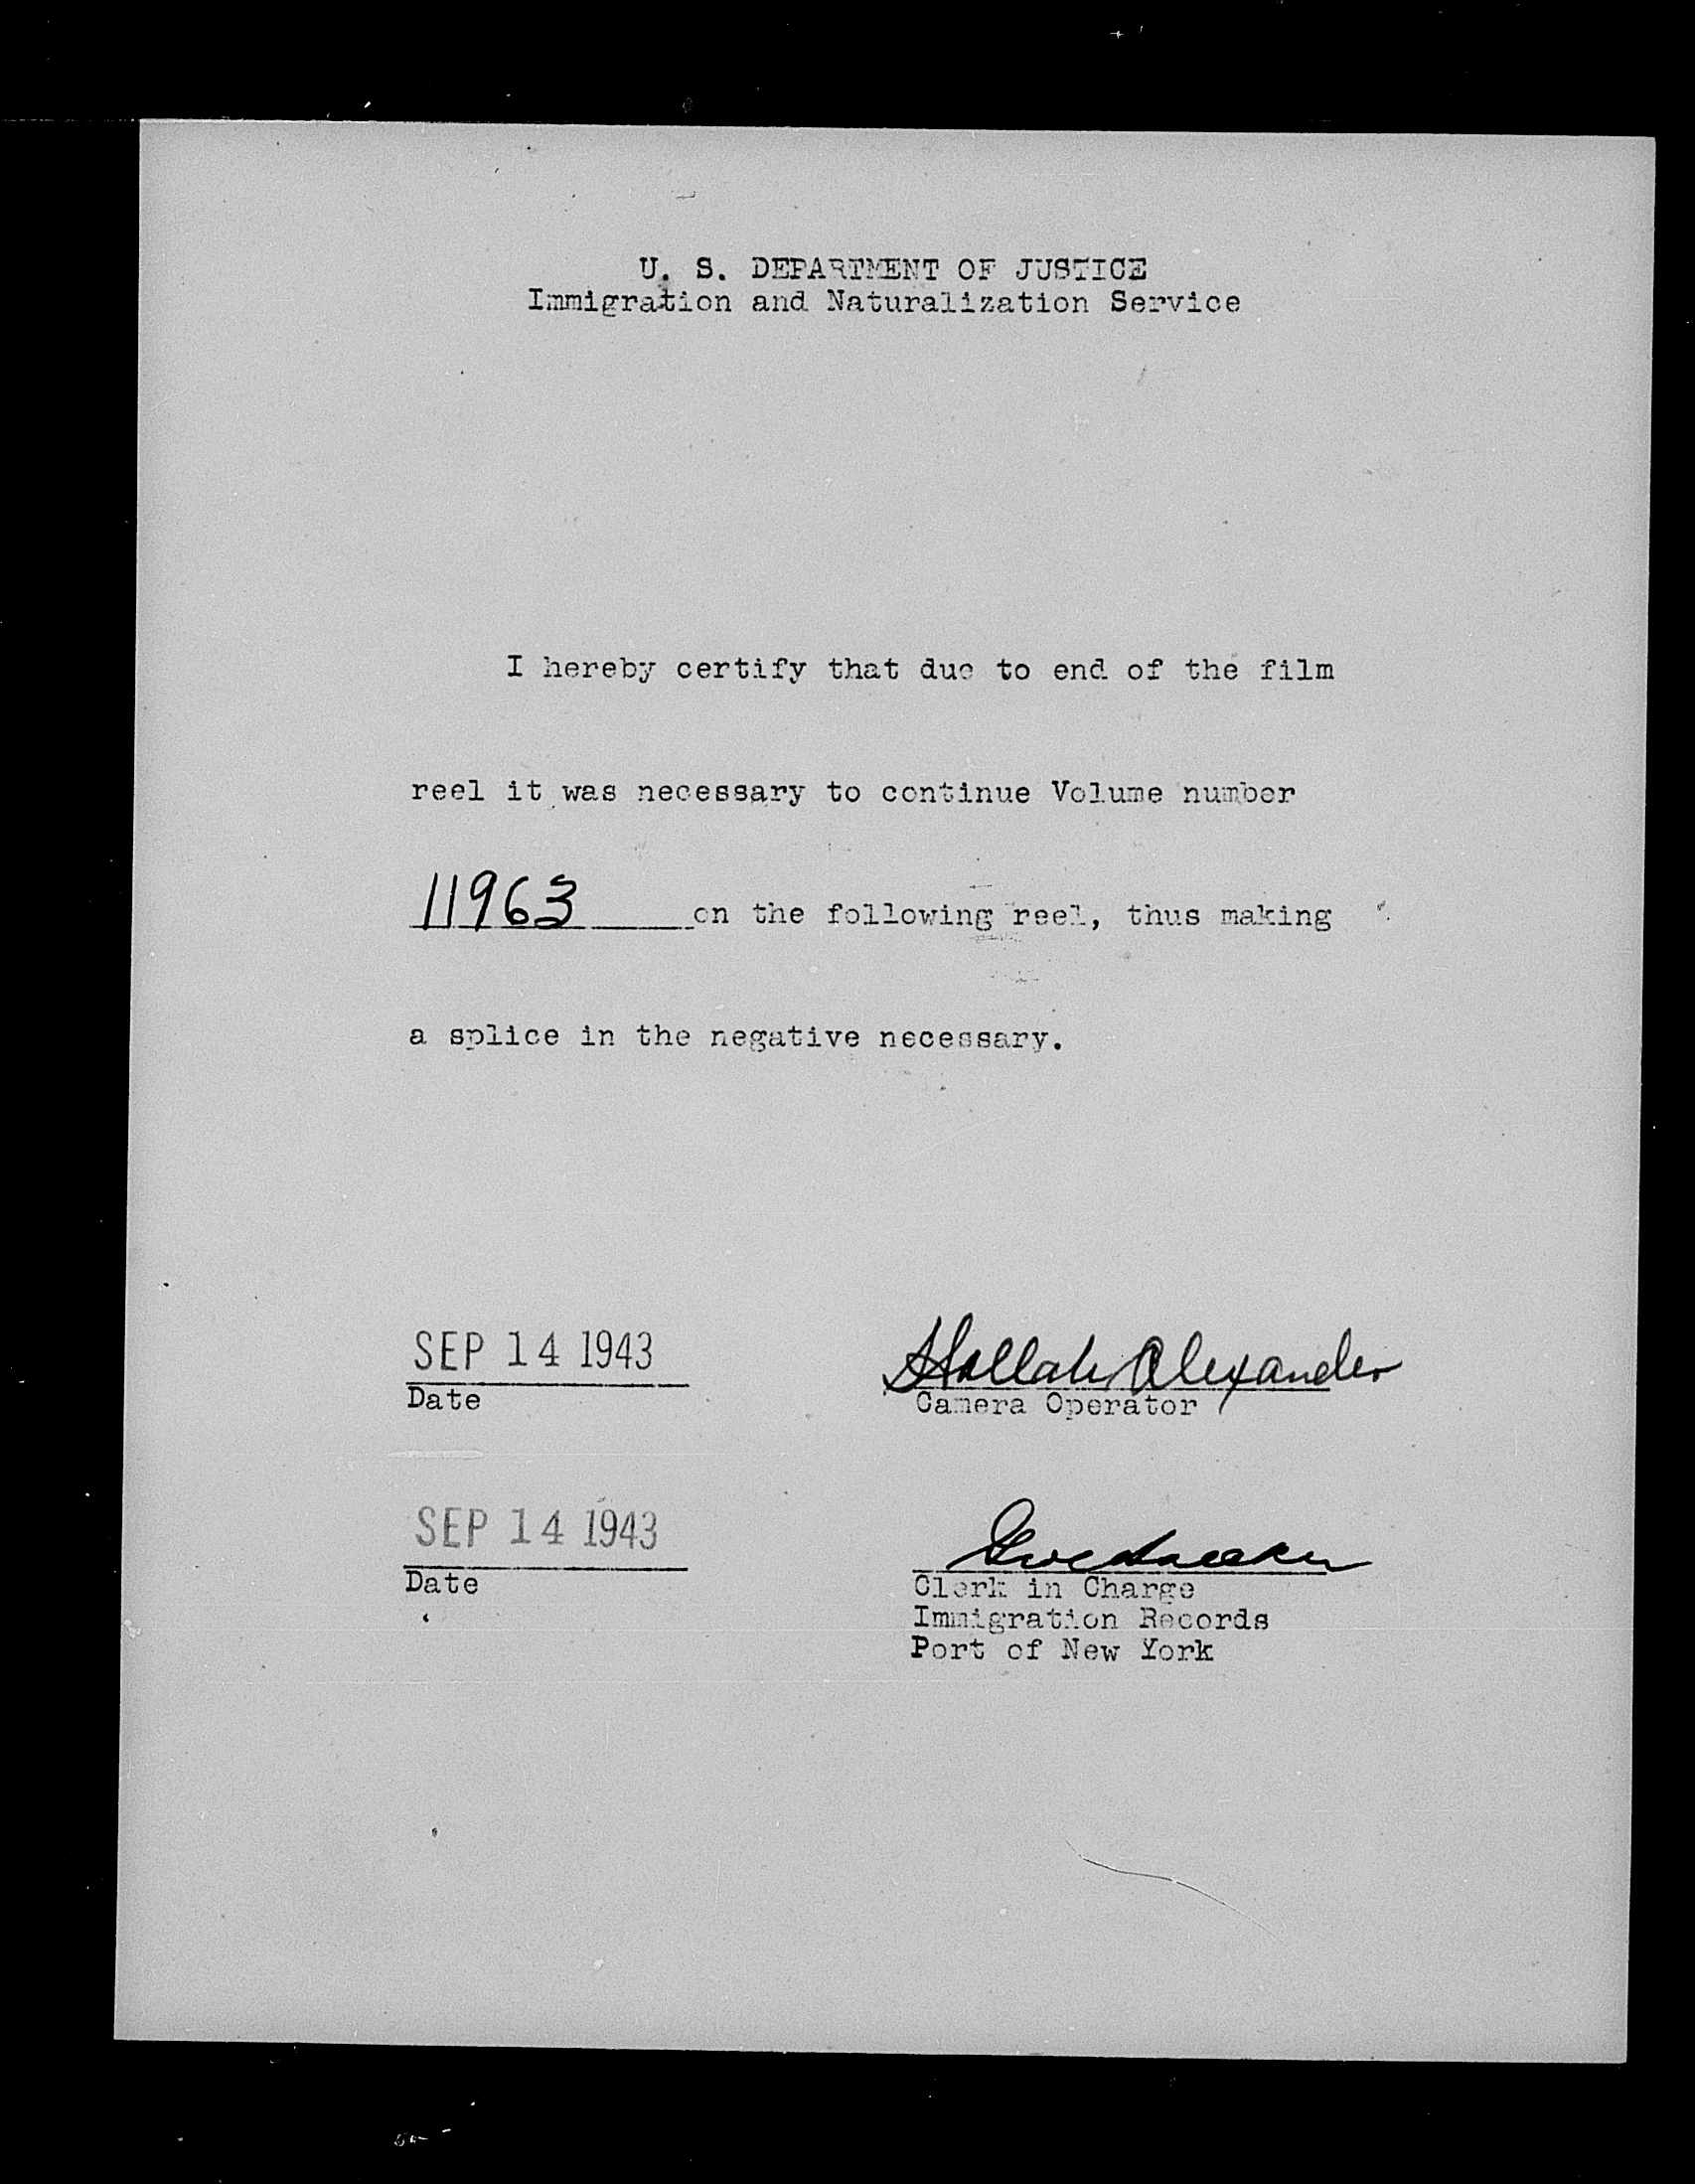 U. S. DEPARTMENT OF JUSTICE
Immigration and Naturalization Service
I hereby certify that due to end of the film
reel it was necessary to continue Volume number
11963 on the following reel, thus making
a splice in the negative necessary.
SEP 14 1943
Date
Alexander
Camera Operator
SEP 14 1943
Date
Clerk in Charge
Immigration Records
Port of New York